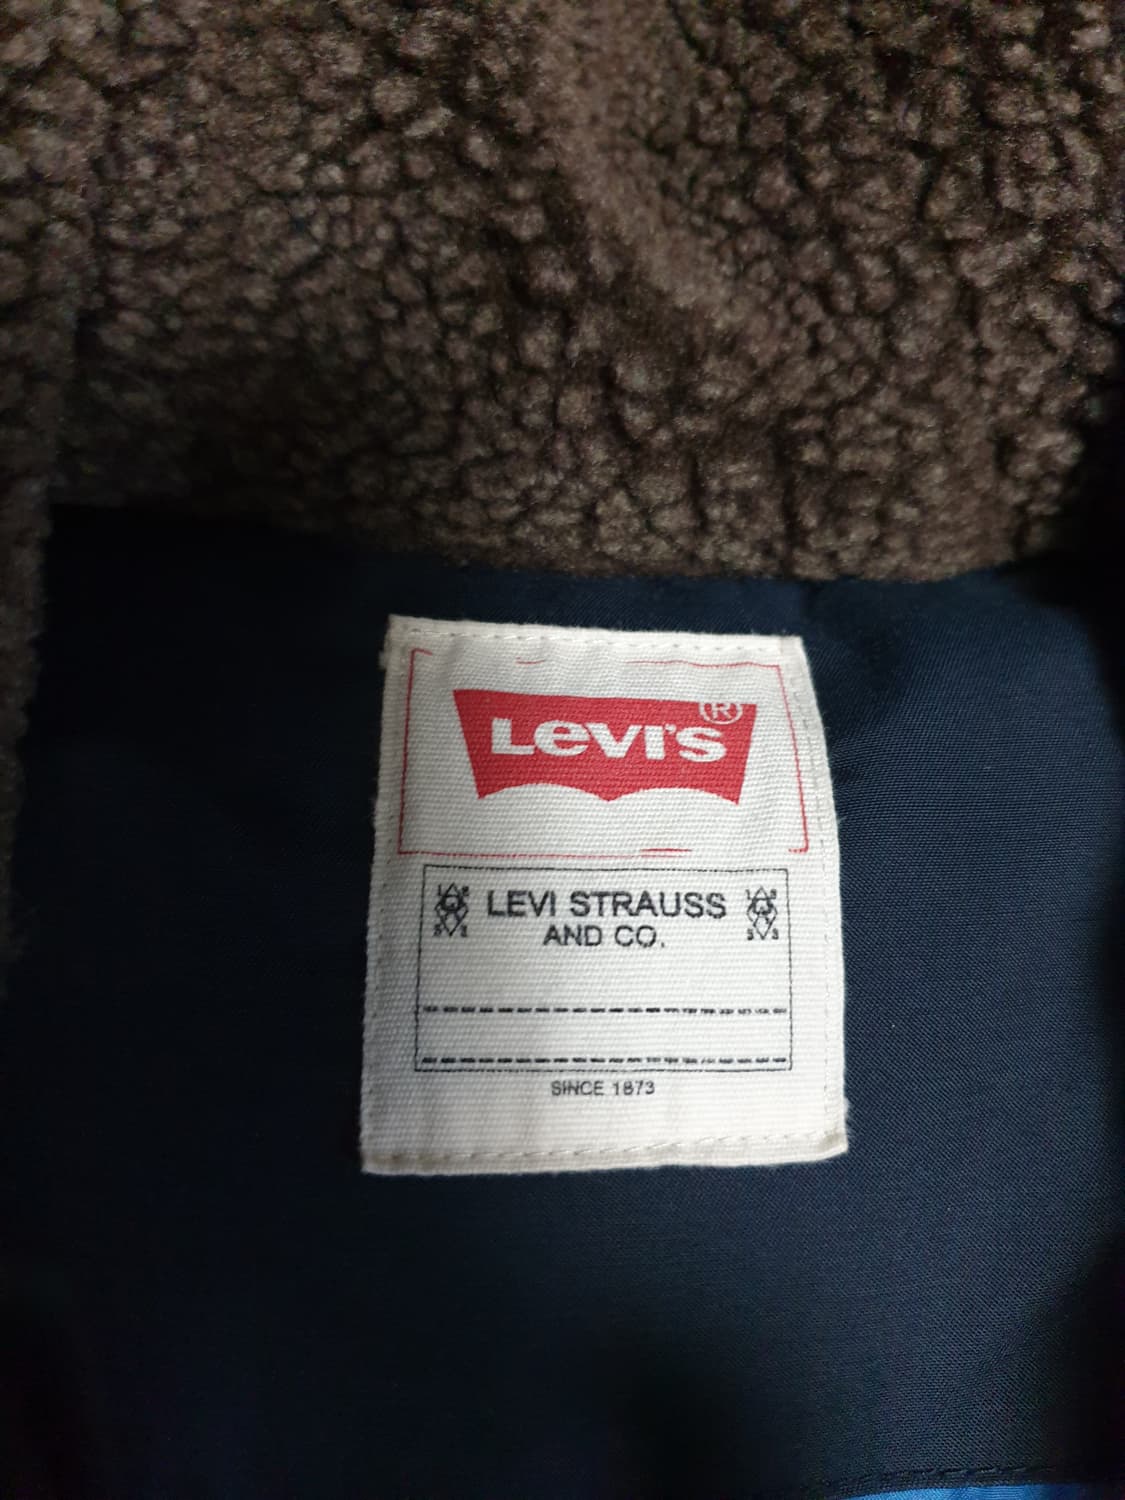 Levi's ®
LEVI STRAUSS
AND CO.
SINCE 1873